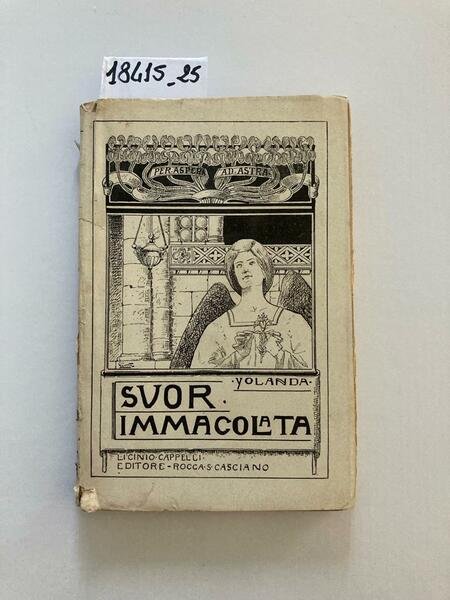 18415_25
PER ASPERA AD ASTRA
·YOLANDA·
SVOR·
IMMACOLATA
LICINIO·CAPPELLI·
EDITORE-ROCCA·S·CASCIANO